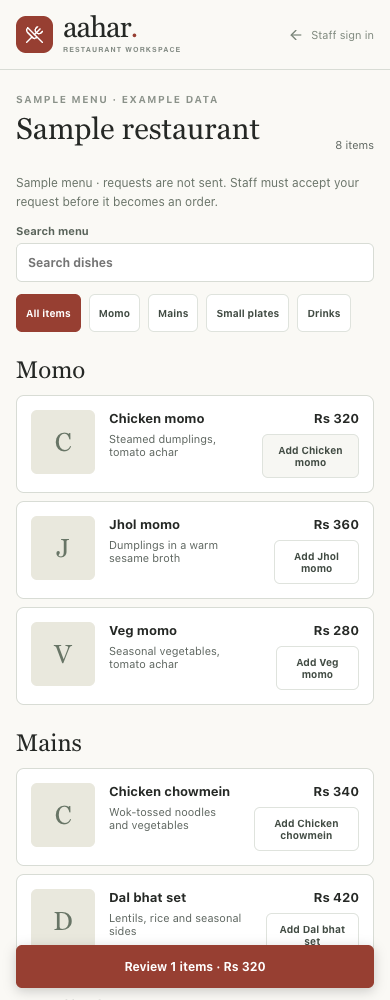 aahar.
RESTAURANT WORKSPACE
← Staff sign in
SAMPLE MENU · EXAMPLE DATA
Sample restaurant
8 items
Sample menu · requests are not sent. Staff must accept your
request before it becomes an order.
Search menu
Search dishes
All items
Momo
Mains
Small plates
Drinks
Momo
C
Chicken momo
Steamed dumplings,
tomato achar
Rs 320
Add Chicken
momo
J
Jhol momo
Dumplings in a warm
sesame broth
Rs 360
Add Jhol
momo
V
Veg momo
Seasonal vegetables,
tomato achar
Rs 280
Add Veg
momo
Mains
C
Chicken chowmein
Wok-tossed noodles
and vegetables
Rs 340
Add Chicken
chowmein
D
Dal bhat set
Lentils, rice and seasonal
sides
Rs 420
Add Dal bhat
set
Review 1 items · Rs 320